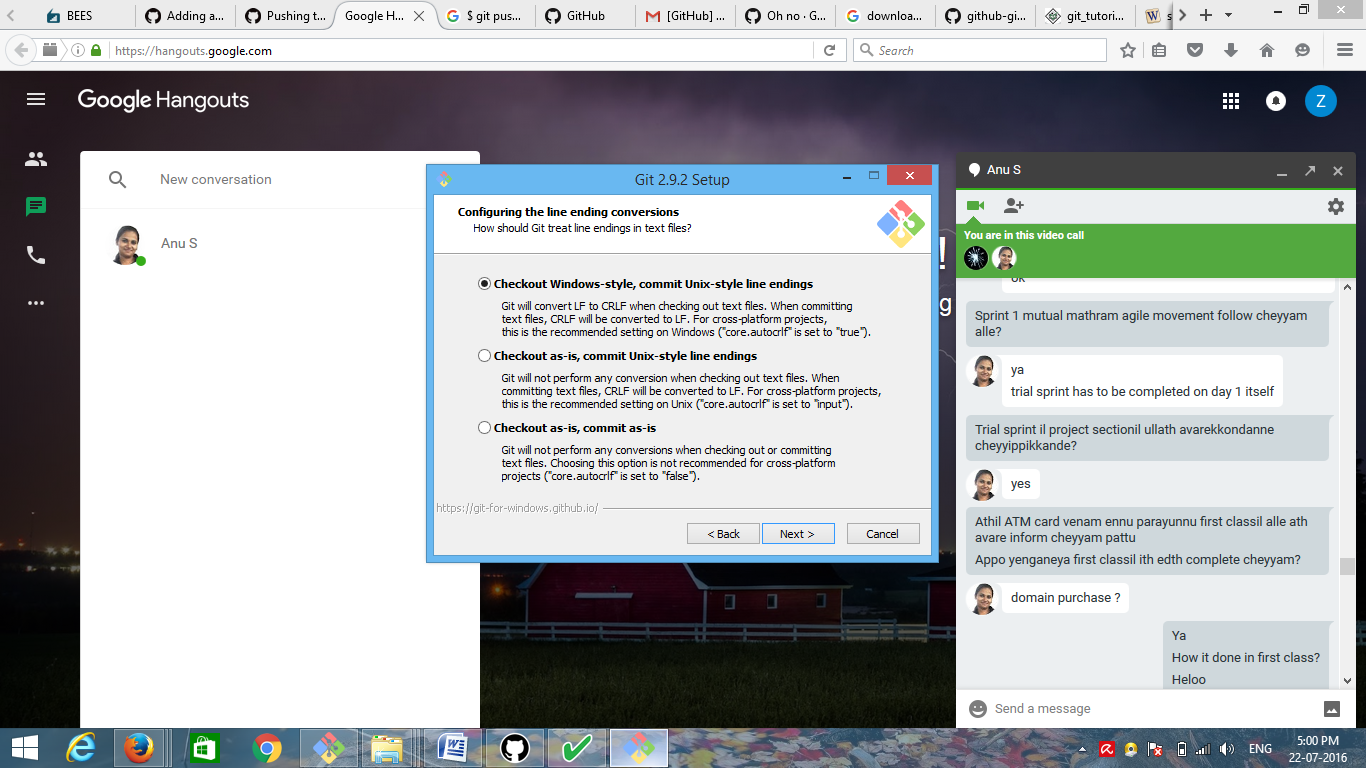 BEES
Adding a...
Pushing t...
Google H...
$ git pus...
GitHub
[GitHub] ...
Oh no · G...
downloa...
github-gi...
git_tutori...
https://hangouts.google.com
Search
Google Hangouts
Z
New conversation
Anu S
Git 2.9.2 Setup
Configuring the line ending conversions
How should Git treat line endings in text files?
Checkout Windows-style, commit Unix-style line endings
Git will convert LF to CRLF when checking out text files. When committing
text files, CRLF will be converted to LF. For cross-platform projects,
this is the recommended setting on Windows ("core.autocrlf" is set to "true").
Checkout as-is, commit Unix-style line endings
Git will not perform any conversion when checking out text files. When
committing text files, CRLF will be converted to LF. For cross-platform projects,
this is the recommended setting on Unix ("core.autocrlf" is set to "input").
Checkout as-is, commit as-is
Git will not perform any conversions when checking out or committing
text files. Choosing this option is not recommended for cross-platform
projects ("core.autocrlf" is set to "false").
https://git-for-windows.github.io/
< Back
Next >
Cancel
!
g
Anu S
You are in this video call
ok
Sprint 1 mutual mathram agile movement follow cheyyam
alle?
ya
trial sprint has to be completed on day 1 itself
Trial sprint il project sectionil ullath avarekkondanne
cheyyippikkande?
yes
Athil ATM card venam ennu parayunnu first classil alle ath
avare inform cheyyam pattu
Appo yenganeya first classil ith edth complete cheyyam?
domain purchase ?
Ya
How it done in first class?
Heloo
Send a message
ENG
5:00 PM
22-07-2016